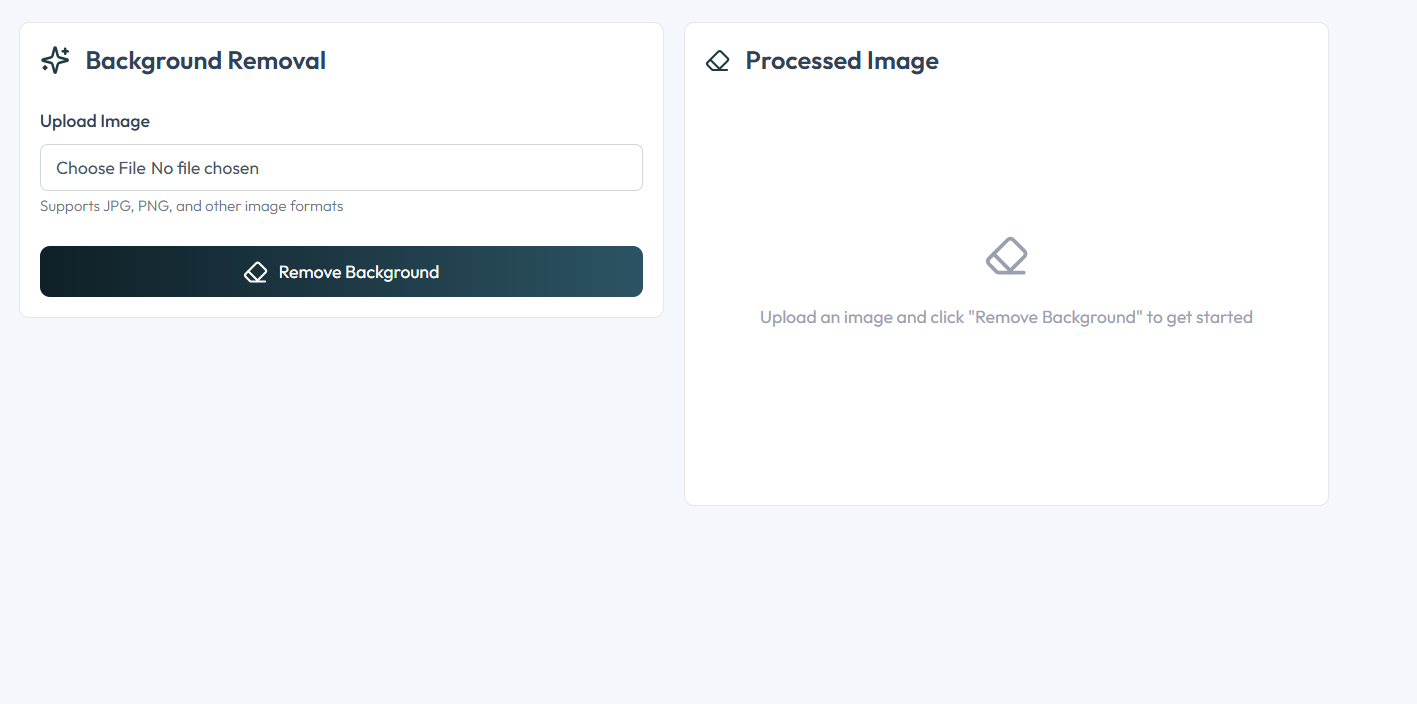 Background Removal
Upload Image
Choose File No file chosen
Supports JPG, PNG, and other image formats
Remove Background
Processed Image
Upload an image and click "Remove Background" to get started